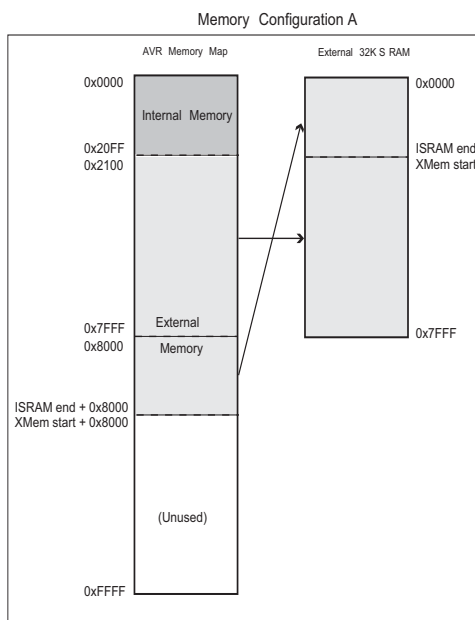 Memory Configuration A
AVR Memory Map
External 32K SRAM
0x0000
Internal Memory
0x20FF
0x2100
0x7FFF
External
0x8000
Memory
ISRAM end + 0x8000
XMem start + 0x8000
(Unused)
0xFFFF
0x0000
ISRAM end
XMem start
0x7FFF